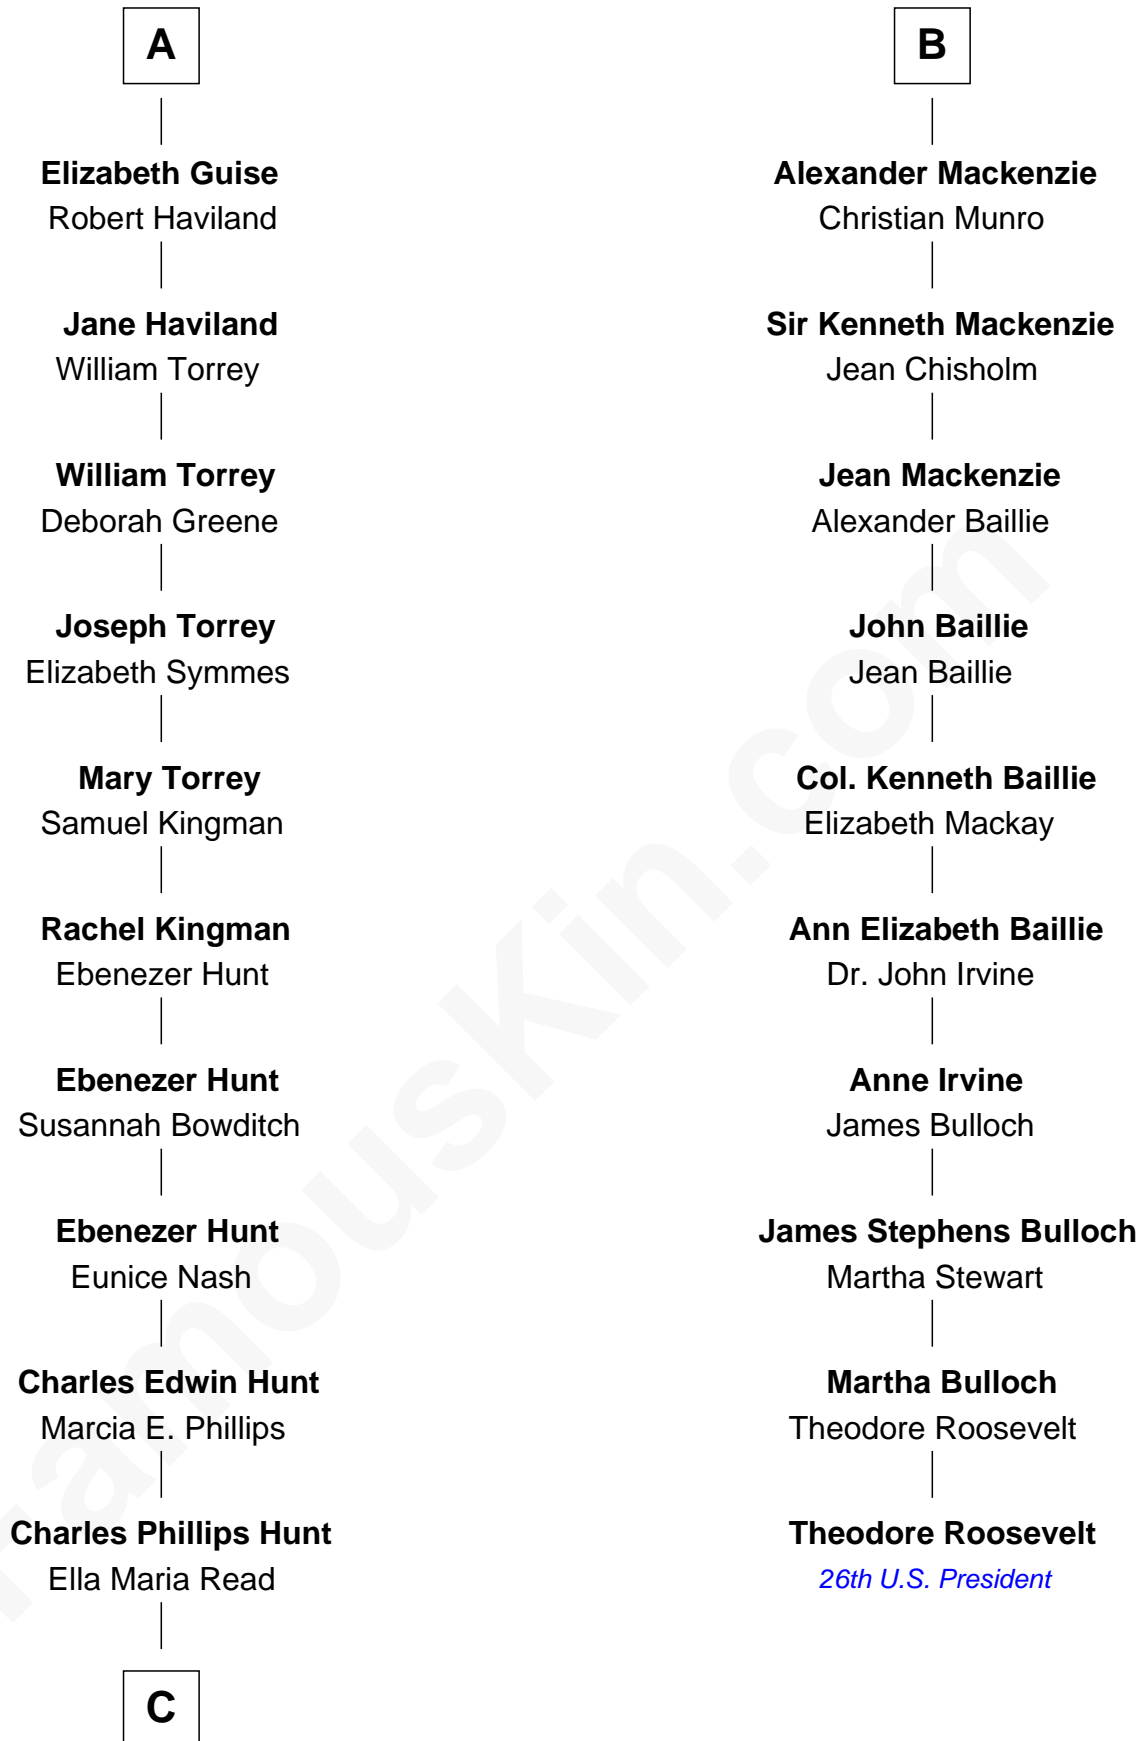 A
Elizabeth Guise
Robert Haviland
Jane Haviland
William Torrey
William Torrey
Deborah Greene
Joseph Torrey
Elizabeth Symmes
Mary Torrey
Samuel Kingman
Rachel Kingman
Ebenezer Hunt
Ebenezer Hunt
Susannah Bowditch
Ebenezer Hunt
Eunice Nash
Charles Edwin Hunt
Marcia E. Phillips
Charles Phillips Hunt
Ella Maria Read
C
B
Alexander Mackenzie
Christian Munro
Sir Kenneth Mackenzie
Jean Chisholm
Jean Mackenzie
Alexander Baillie
John Baillie
Jean Baillie
Col. Kenneth Baillie
Elizabeth Mackay
Ann Elizabeth Baillie
Dr. John Irvine
Anne Irvine
James Bulloch
James Stephens Bulloch
Martha Stewart
Martha Bulloch
Theodore Roosevelt
Theodore Roosevelt
26th U.S. President
FamousKin.com